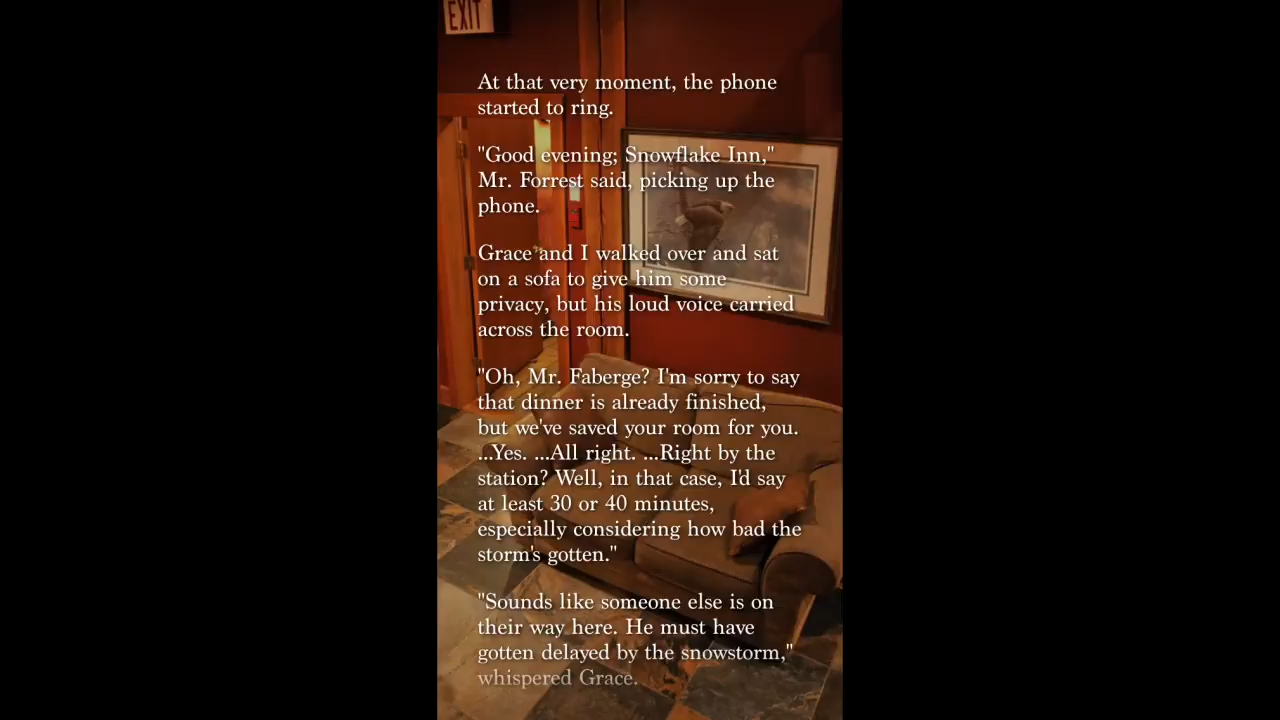 EXIT
At that very moment, the phone
started to ring.
"Good evening; Snowflake Inn,"
Mr. Forrest said, picking up the
phone.
Grace and I walked over and sat
on a sofa to give him some
privacy, but his loud voice carried
across the room.
"Oh, Mr. Faberge? I'm sorry to say
that dinner is already finished,
but we've saved your room for you.
...Yes. ...All right. ...Right by the
station? Well, in that case, I'd say
at least 30 or 40 minutes,
especially considering how bad the
storm's gotten."
"Sounds like someone else is on
their way here. He must have
gotten delayed by the snowstorm,"
whispered Grace.